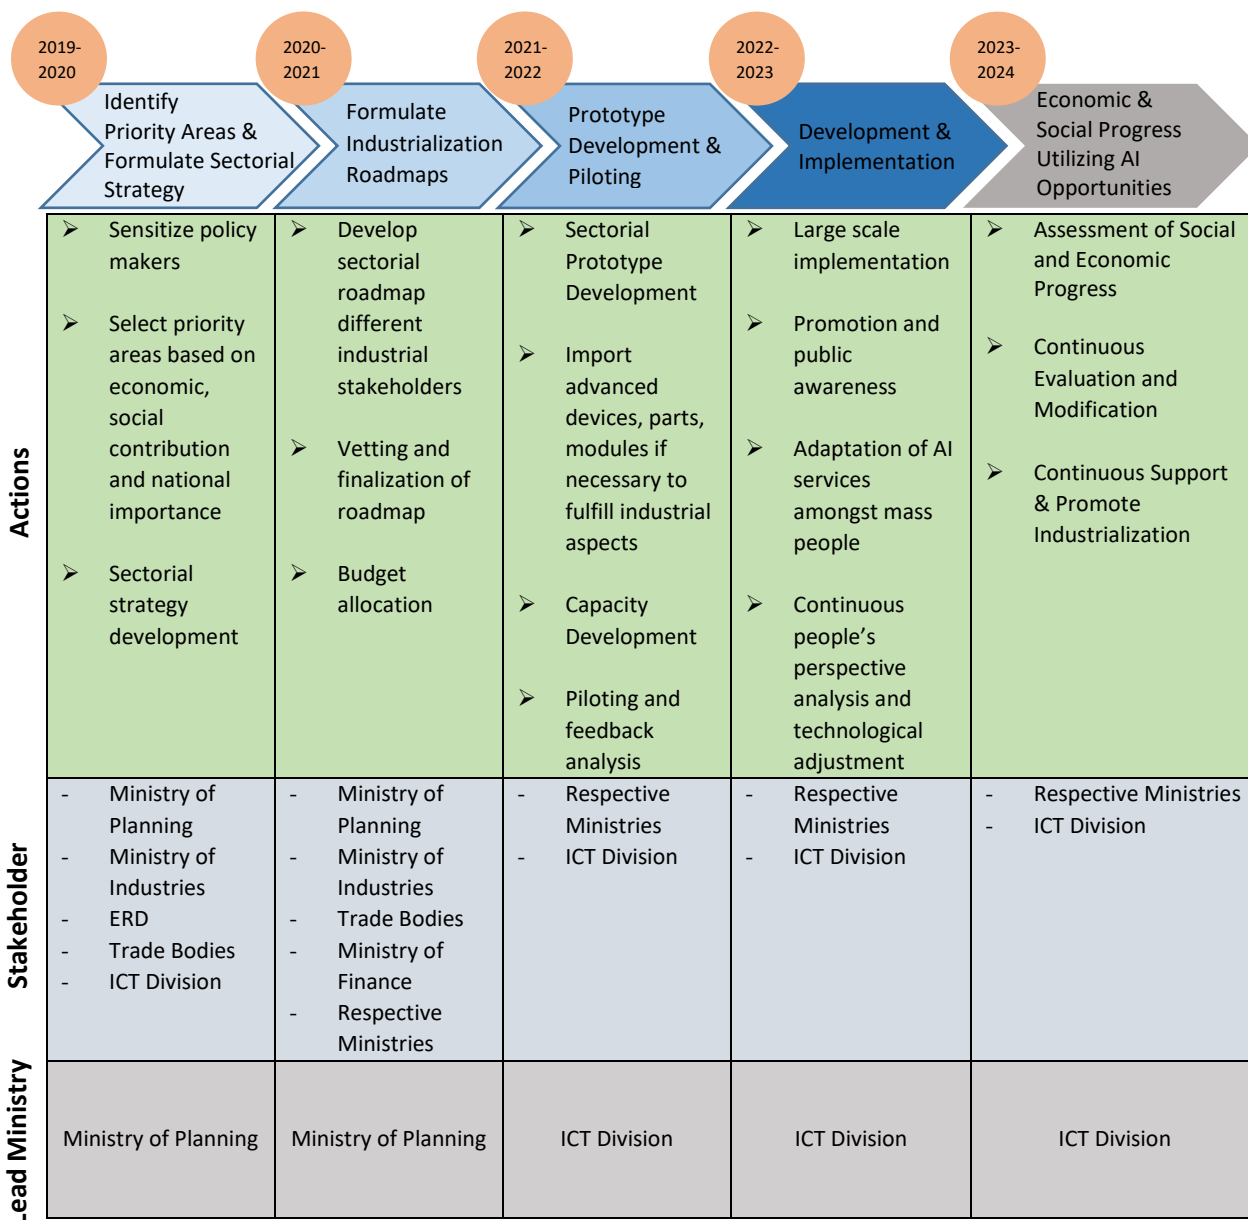 2019-
2020
2020-
2021
2021-
2022
2022-
2023
2023-
2024
Identify
Priority Areas &
Formulate Sectorial
Strategy
Formulate
Industrialization
Roadmaps
Prototype
Development &
Piloting
Development &
Implementation
Economic &
Social Progress
Utilizing AI
Opportunities
Actions
➢ Sensitize policy
makers
➢ Select priority
areas based on
economic,
social
contribution
and national
importance
➢ Sectorial
strategy
development
➢ Develop
sectorial
roadmap
different
industrial
stakeholders
➢ Vetting and
finalization of
roadmap
➢ Budget
allocation
➢ Sectorial
Prototype
Development
➢ Import
advanced
devices, parts,
modules if
necessary to
fulfill industrial
aspects
➢ Capacity
Development
➢ Piloting and
feedback
analysis
➢ Large scale
implementation
➢ Promotion and
public
awareness
➢ Adaptation of AI
services
amongst mass
people
➢ Continuous
people’s
perspective
analysis and
technological
adjustment
➢ Assessment of Social
and Economic
Progress
➢ Continuous
Evaluation and
Modification
➢ Continuous Support
& Promote
Industrialization
Stakeholder
- Ministry of
Planning
- Ministry of
Industries
- ERD
- Trade Bodies
- ICT Division
- Ministry of
Planning
- Ministry of
Industries
- Trade Bodies
- Ministry of
Finance
- Respective
Ministries
- Respective
Ministries
- ICT Division
- Respective
Ministries
- ICT Division
- Respective Ministries
- ICT Division
Lead Ministry
Ministry of Planning
Ministry of Planning
ICT Division
ICT Division
ICT Division